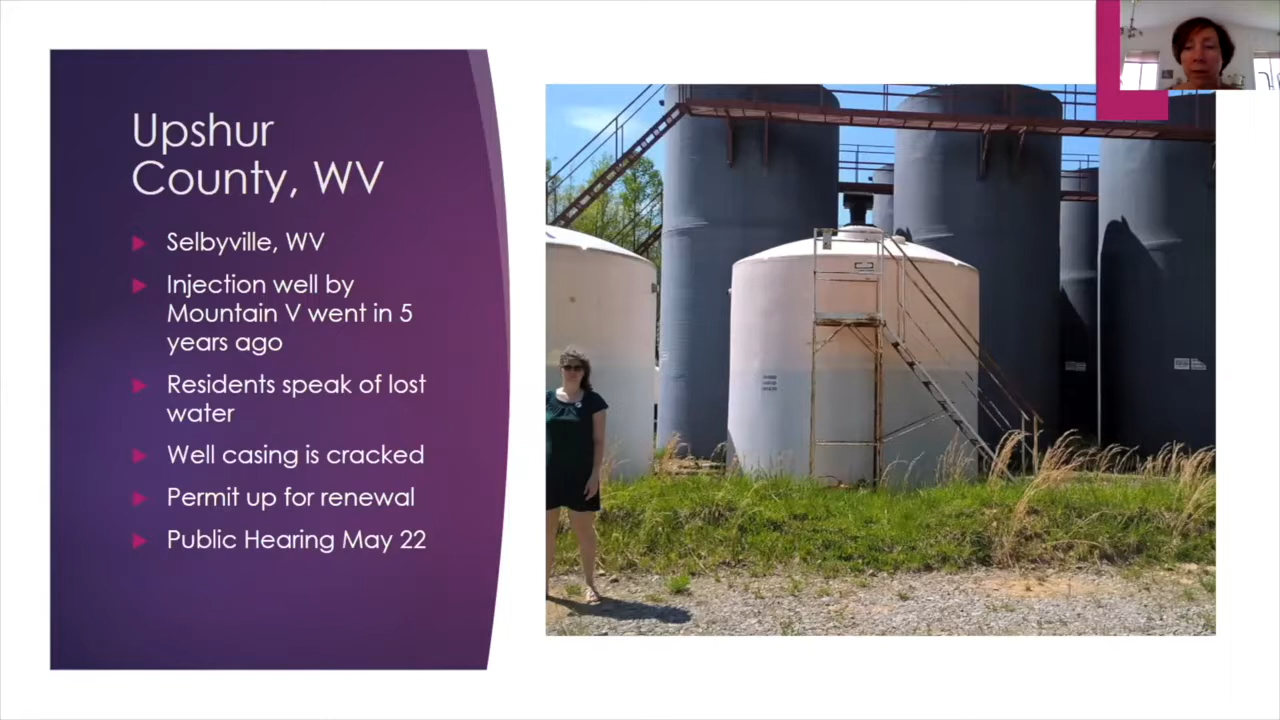 Upshur
County, WV
Selbyville, WV
Injection well by
Mountain V went in 5
years ago
Residents speak of lost
water
Well casing is cracked
Permit up for renewal
Public Hearing May 22